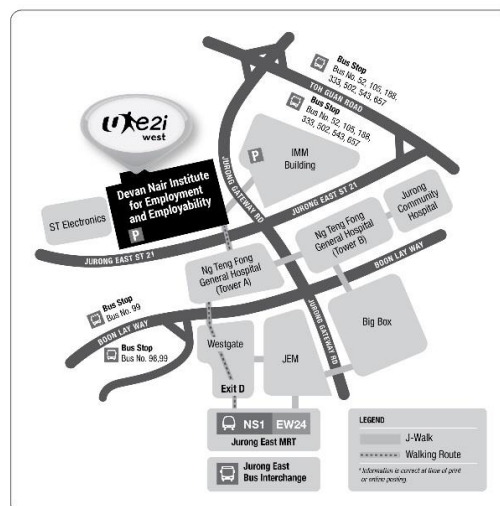 Bus Stop
Bus No. 52, 105, 188,
333, 502, 543, 657
TOH GUAN ROAD
Bus Stop
Bus No. 52, 105, 188,
333, 502, 543, 657
e2i
west
P
IMM
Building
JURONG GATEWAY RD
Devan Nair Institute
for Employment
and Employability
P
ST Electronics
JURONG EAST ST 21
JURONG EAST ST 21
Jurong
Community
Hospital
Ng Teng Fong
General Hospital
(Tower B)
Ng Teng Fong
General Hospital
(Tower A)
BOON LAY WAY
Bus Stop
Bus No. 99
BOON LAY WAY
Bus Stop
Bus No. 98,99
JURONG GATEWAY RD
Big Box
Westgate
JEM
Exit D
NS1 EW24
Jurong East MRT
Jurong East
Bus Interchange
LEGEND
J-Walk
Walking Route
* Information is correct at time of print
or online posting.